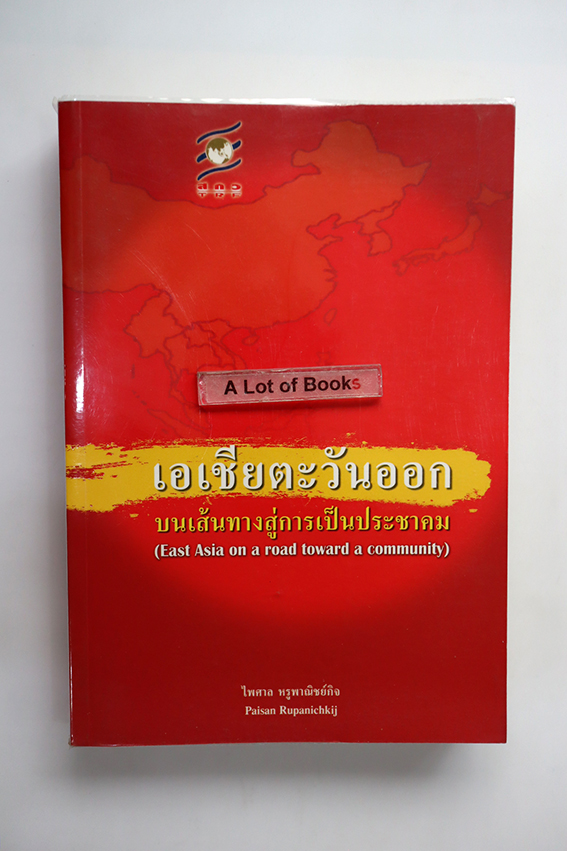 A Lot of Books
เอเชียตะวันออก
บนเส้นทางสู่การเป็นประชาคม
(East Asia on a road toward a community)
ไพศาล หรูพาณิชย์กิจ
Paisan Rupanichkij